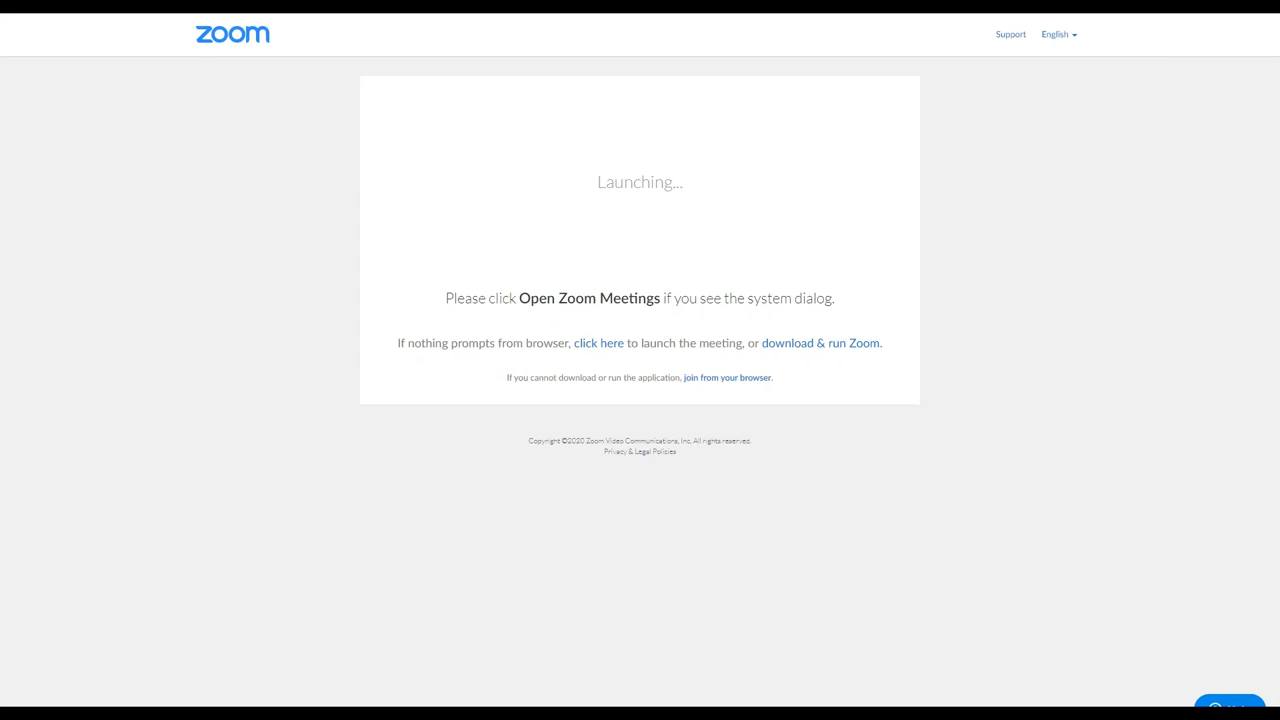 zoom
Support English
Launching...
Please click Open Zoom Meetings if you see the system dialog.
If nothing prompts from browser, click here to launch the meeting, or download & run Zoom.
If you cannot download or run the application, join from your browser.
Copyright ©2020 Zoom Video Communications, Inc. All rights reserved.
Privacy & Legal Policies